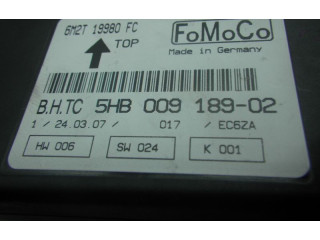 6M2T 19980 FC
FoMoCo
TOP
Made in Germany
B.H.TC 5HB 009 189-02
1 / 24.03.07 / 017 / EC6ZA
HW 006 SW 024 K 001